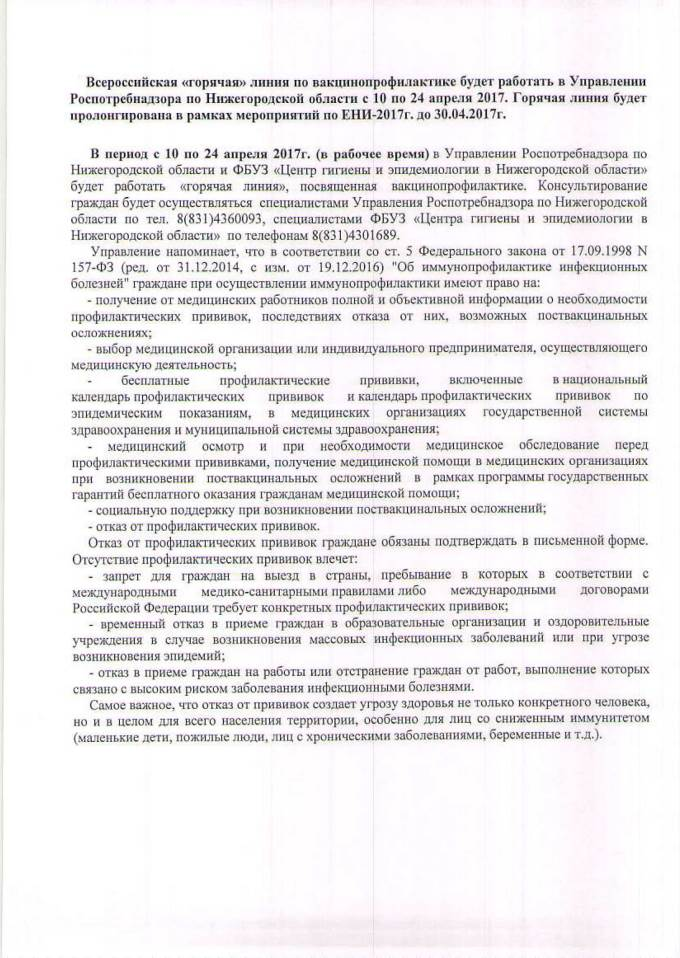 Всероссийская «горячая» линия по вакцинопрофилактике будет работать в Управлении
Роспотребнадзора по Нижегородской области с 10 по 24 апреля 2017. Горячая линия будет
пролонгирована в рамках мероприятий по ЕНИ-2017г. до 30.04.2017г.
В период с 10 по 24 апреля 2017г. (в рабочее время) в Управлении Роспотребнадзора по
Нижегородской области и ФБУЗ «Центр гигиены и эпидемиологии в Нижегородской области»
будет работать «горячая линия», посвященная вакцинопрофилактике. Консультирование
граждан будет осуществляться специалистами Управления Роспотребнадзора по Нижегородской
области по тел. 8(831)4360093, специалистами ФБУЗ «Центра гигиены и эпидемиологии в
Нижегородской области» по телефонам 8(831)4301689.
Управление напоминает, что в соответствии со ст. 5 Федерального закона от 17.09.1998 N
157-ФЗ (ред. от 31.12.2014, с изм. от 19.12.2016) "Об иммунопрофилактике инфекционных
болезней" граждане при осуществлении иммунопрофилактики имеют право на:
- получение от медицинских работников полной и объективной информации о необходимости
профилактических прививок, последствиях отказа от них, возможных поствакцинальных
осложнениях;
- выбор медицинской организации или индивидуального предпринимателя, осуществляющего
медицинскую деятельность;
- бесплатные профилактические прививки, включенные в национальный
календарь профилактических прививок и календарь профилактических прививок по
эпидемическим показаниям, в медицинских организациях государственной системы
здравоохранения и муниципальной системы здравоохранения;
- медицинский осмотр и при необходимости медицинское обследование перед
профилактическими прививками, получение медицинской помощи в медицинских организациях
при возникновении поствакцинальных осложнений в рамках программы государственных
гарантий бесплатного оказания гражданам медицинской помощи;
- социальную поддержку при возникновении поствакцинальных осложнений;
- отказ от профилактических прививок.
Отказ от профилактических прививок граждане обязаны подтверждать в письменной форме.
Отсутствие профилактических прививок влечет:
- запрет для граждан на выезд в страны, пребывание в которых в соответствии с
международными медико-санитарными правилами либо международными договорами
Российской Федерации требует конкретных профилактических прививок;
- временный отказ в приеме граждан в образовательные организации и оздоровительные
учреждения в случае возникновения массовых инфекционных заболеваний или при угрозе
возникновения эпидемий;
- отказ в приеме граждан на работы или отстранение граждан от работ, выполнение которых
связано с высоким риском заболевания инфекционными болезнями.
Самое важное, что отказ от прививок создает угрозу здоровья не только конкретного человека,
но и в целом для всего населения территории, особенно для лиц со сниженным иммунитетом
(маленькие дети, пожилые люди, лиц с хроническими заболеваниями, беременные и т.д.).